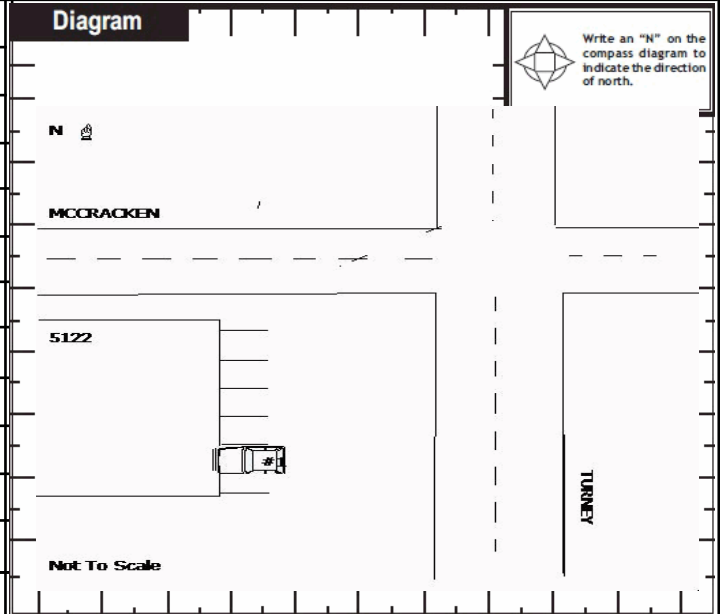 Diagram
Write an “N” on the
compass diagram to
indicate the direction
of north.
N
MCCRACKEN
5122
#1
TURNEY
Not To Scale